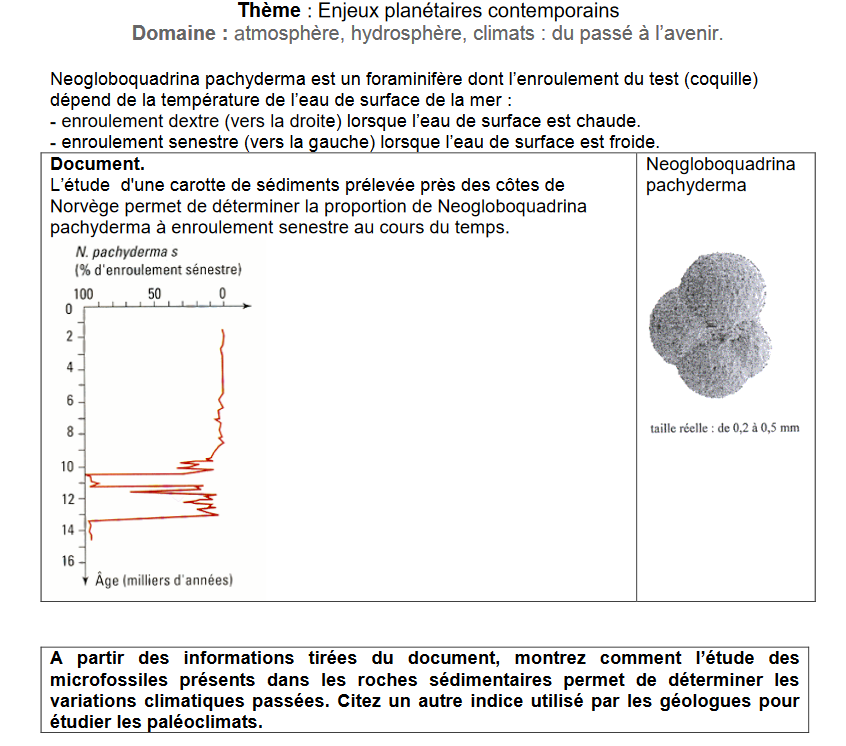 Thème : Enjeux planétaires contemporains
Domaine : atmosphère, hydrosphère, climats : du passé à l'avenir.
Neogloboquadrina pachyderma est un foraminifère dont l'enroulement du test (coquille)
dépend de la température de l'eau de surface de la mer :
- enroulement dextre (vers la droite) lorsque l'eau de surface est chaude.
- enroulement senestre (vers la gauche) lorsque l'eau de surface est froide.
Document.
L'étude d'une carotte de sédiments prélevée près des côtes de
Norvège permet de déterminer la proportion de Neogloboquadrina
pachyderma à enroulement senestre au cours du temps.
N. pachyderma s
(% d'enroulement sénestre)
100 50 0
0
2
4
6
8
10
12
14
16
Âge (milliers d'années)
Neogloboquadrina
pachyderma
taille réelle : de 0,2 à 0,5 mm
A partir des informations tirées du document, montrez comment l'étude des
microfossiles présents dans les roches sédimentaires permet de déterminer les
variations climatiques passées. Citez un autre indice utilisé par les géologues pour
étudier les paléoclimats.